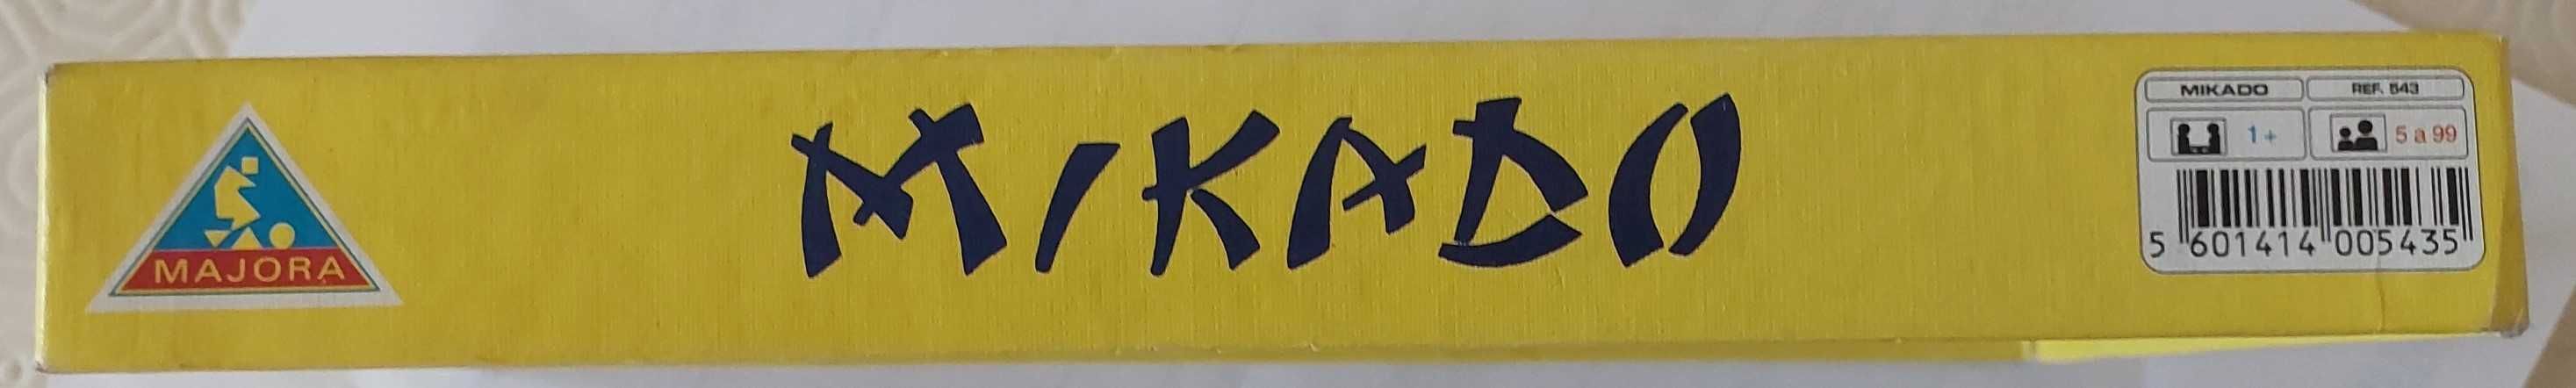 MAJORA
MIKADO
MIKADO REF. 543
1+ 5 a 99
5 601414 005435